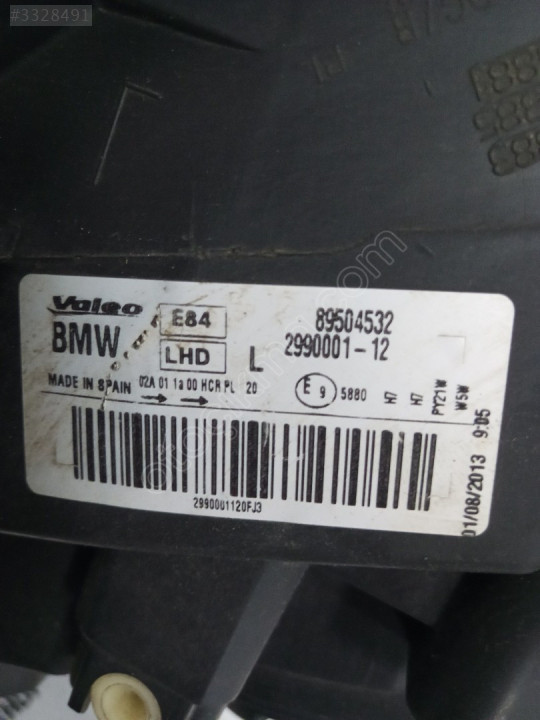 #3328491
Valeo
BMW
E84
LHD
L
89504532
2990001-12
MADE IN SPAIN
02A 01 1a 00 HCR PL 20
E 9 5880
H7 H7 PY21W W5W
01/08/2013 9:05
2990001120FJ3